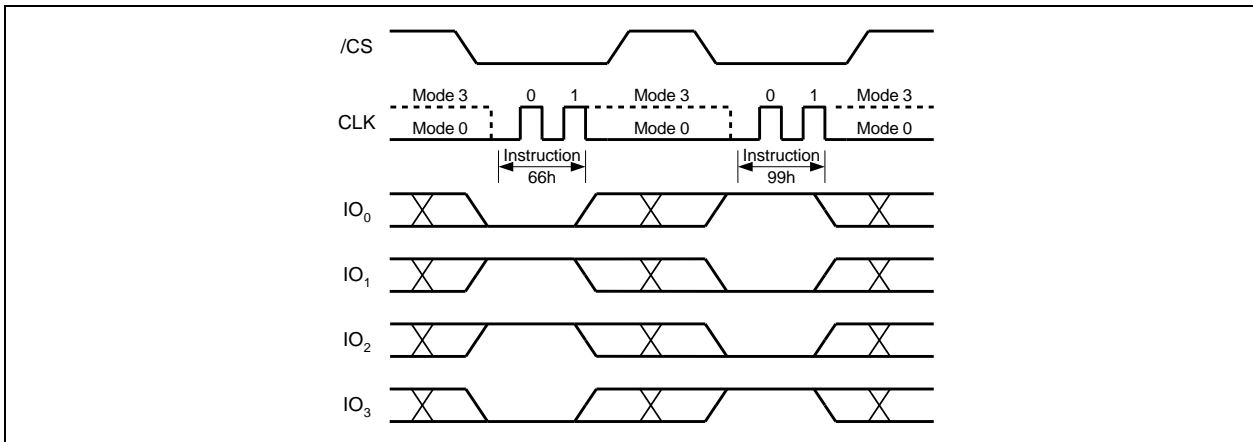 /CS
Mode 3 0 1 Mode 3 0 1 Mode 3
CLK
Mode 0 Mode 0 Mode 0
Instruction Instruction
66h 99h
IO0
IO1
IO2
IO3